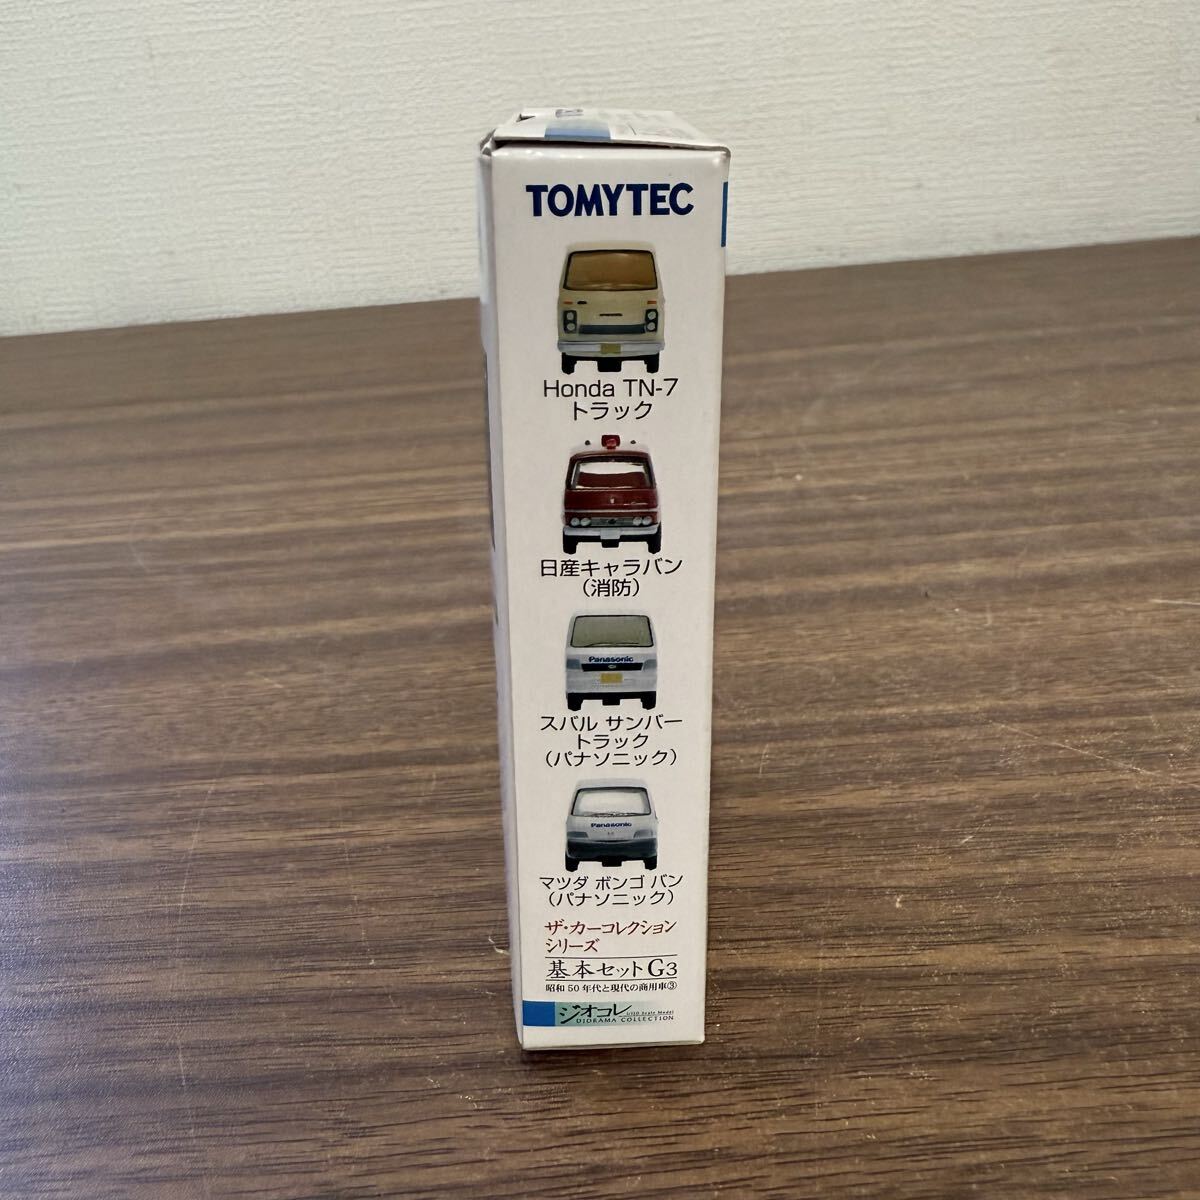 TOMYTEC
Honda TN-7
トラック
日産キャラバン
(消防)
Panasonic
スバル サンバー
トラック
(パナソニック)
Panasonic
マツダ ボンゴ バン
(パナソニック)
ザ・カーコレクション
シリーズ
基本セットG3
昭和50年代と現代の商用車③
ジオコレ 1/150 Scale Model
DIORAMA COLLECTION